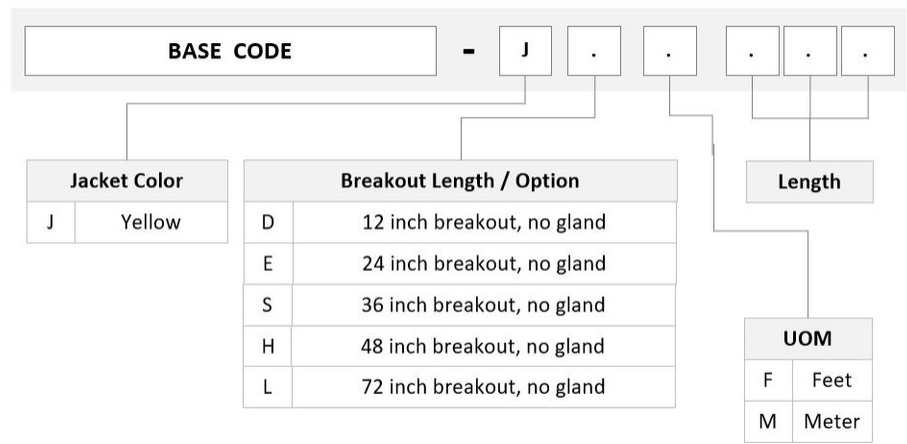 BASE CODE - J . . . . .
Jacket Color
J Yellow
Breakout Length / Option
D 12 inch breakout, no gland
E 24 inch breakout, no gland
S 36 inch breakout, no gland
H 48 inch breakout, no gland
L 72 inch breakout, no gland
Length
UOM
F Feet
M Meter